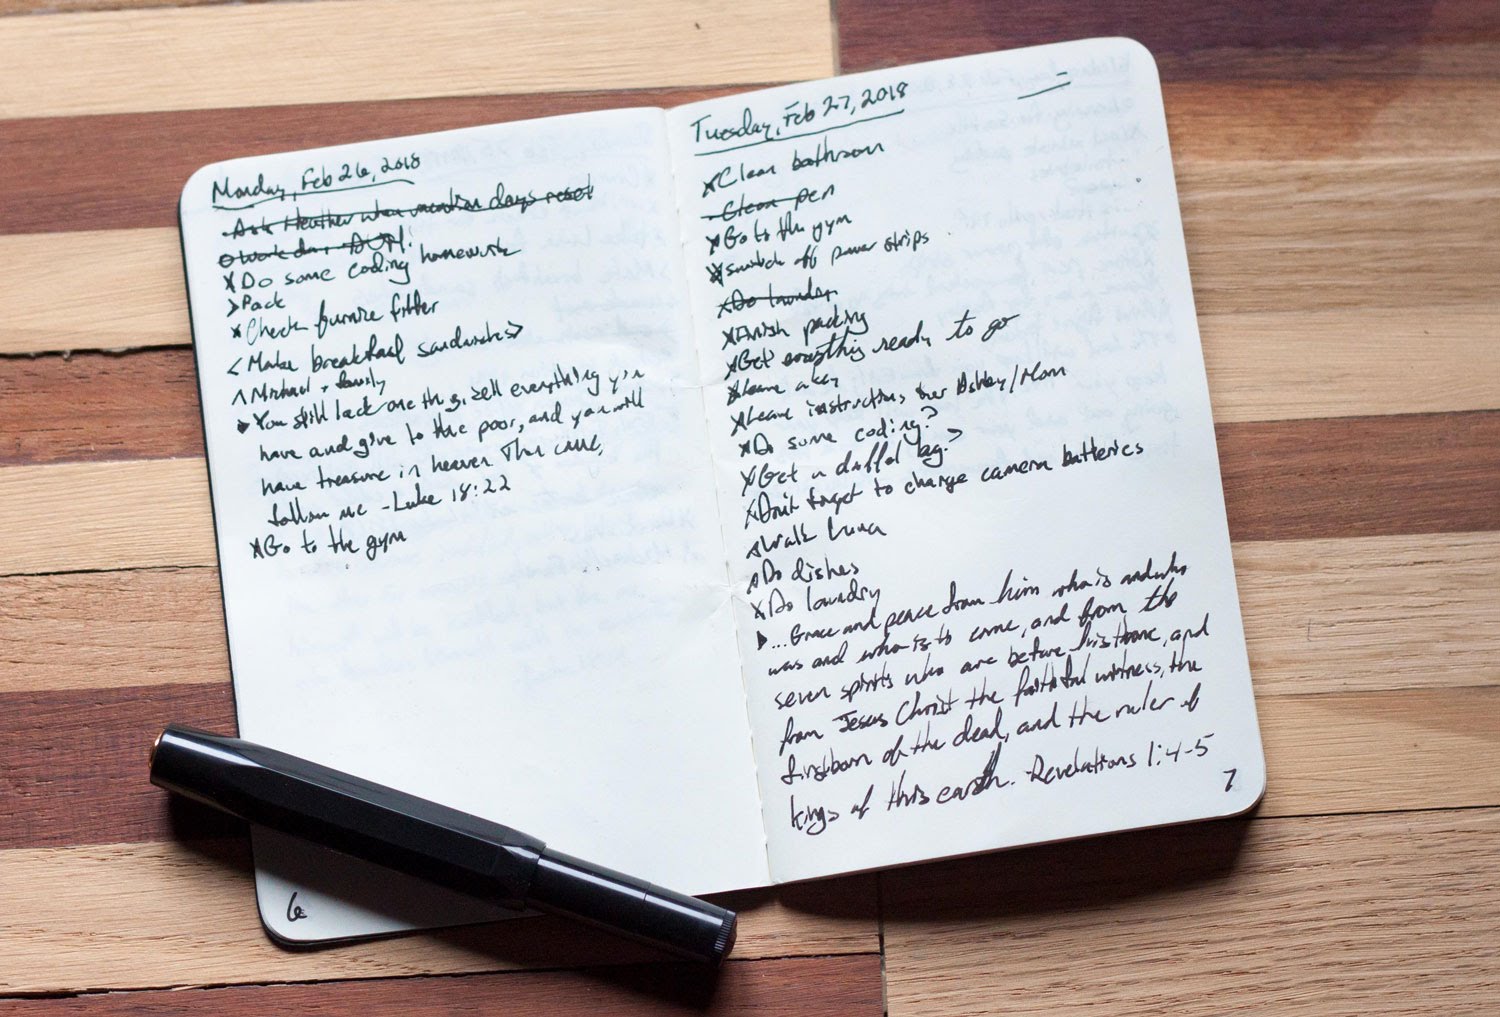 Monday, Feb 26, 2018
- Ask Heather when vacation days reset
o Work day - AUH!
x Do some coding homework
> Pack
x Check furnace filter
< Make breakfast sandwiches>
^ Michael + family
▸ You still lack one thing. Sell everything you
have and give to the poor, and you will
have treasure in heaven. Then come,
follow me - Luke 18:22
x Go to the gym
6
Tuesday, Feb 27, 2018
x Clean bathroom
- Clean pen
x Go to the gym
x Switch off power strips
x Do laundry
x Finish packing
x Get everything ready to go
x Leave a key
x Leave instructions for Ashley/Mom
x Do some coding?
x Get a duffel bag?
x Don't forget to charge camera batteries
x Walk Luna
x Do dishes
x Do laundry
▸ ...Grace and peace from him who is and who
was and who is to come, and from the
seven spirits who are before his throne, and
from Jesus Christ the faithful witness, the
firstborn of the dead, and the ruler of
kings of this earth. - Revelations 1:4-5
7